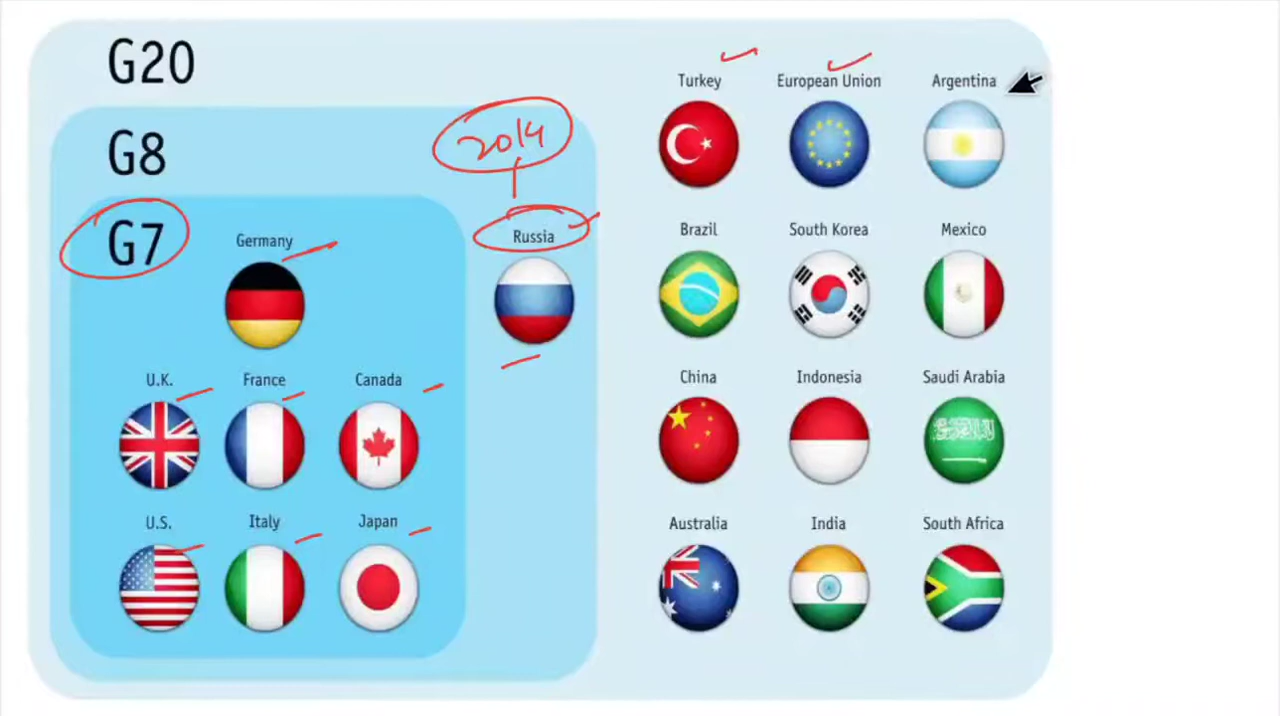 G20
Turkey European Union Argentina
G8
2014
G7
Germany
Russia
Brazil South Korea Mexico
U.K. France Canada
China Indonesia Saudi Arabia
U.S. Italy Japan
Australia India South Africa